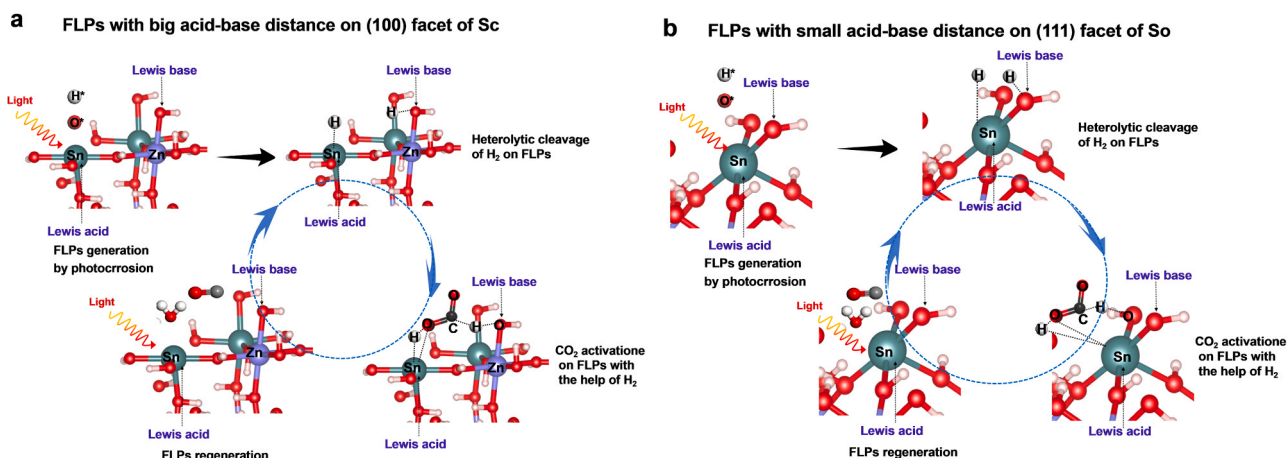 a
FLPs with big acid-base distance on (100) facet of Sc
Lewis base
H*
Light
O*
Sn
Zn
Lewis acid
FLPs generation
by photocrrosion
Lewis base
H
H
Sn
Zn
Lewis acid
Heterolytic cleavage
of H₂ on FLPs
Lewis base
O
O
C
H
H
O
Sn
Zn
Lewis acid
CO₂ activatione
on FLPs with
the help of H₂
Lewis base
Light
Sn
Zn
Lewis acid
FLPs regeneration
b
FLPs with small acid-base distance on (111) facet of So
H*
Lewis base
O*
Light
Sn
Lewis acid
FLPs generation
by photocrrosion
Lewis base
H
H
Sn
Lewis acid
Heterolytic cleavage
of H₂ on FLPs
Lewis base
O
O
C
H
O
H
Sn
Lewis acid
CO₂ activatione
on FLPs with
the help of H₂
Lewis base
Light
Sn
Lewis acid
FLPs regeneration